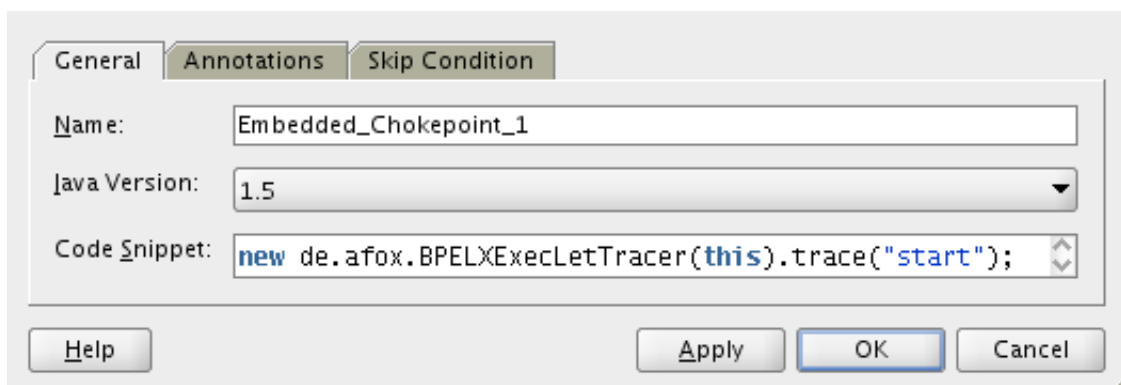 General Annotations Skip Condition
Name: Embedded_Chokepoint_1
Java Version: 1.5
Code Snippet: new de.afox.BPELXExecLetTracer(this).trace("start");
Help Apply OK Cancel